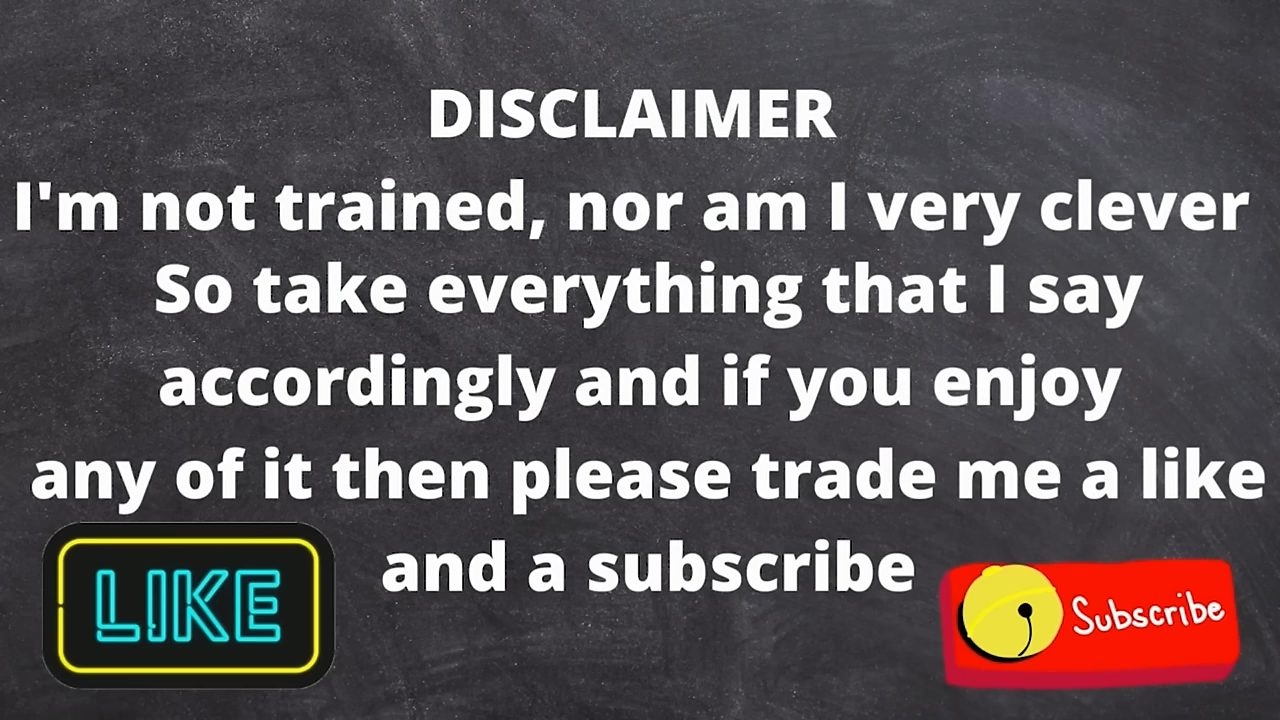 DISCLAIMER
I'm not trained, nor am I very clever
So take everything that I say
accordingly and if you enjoy
any of it then please trade me a like
and a subscribe
LIKE
Subscribe